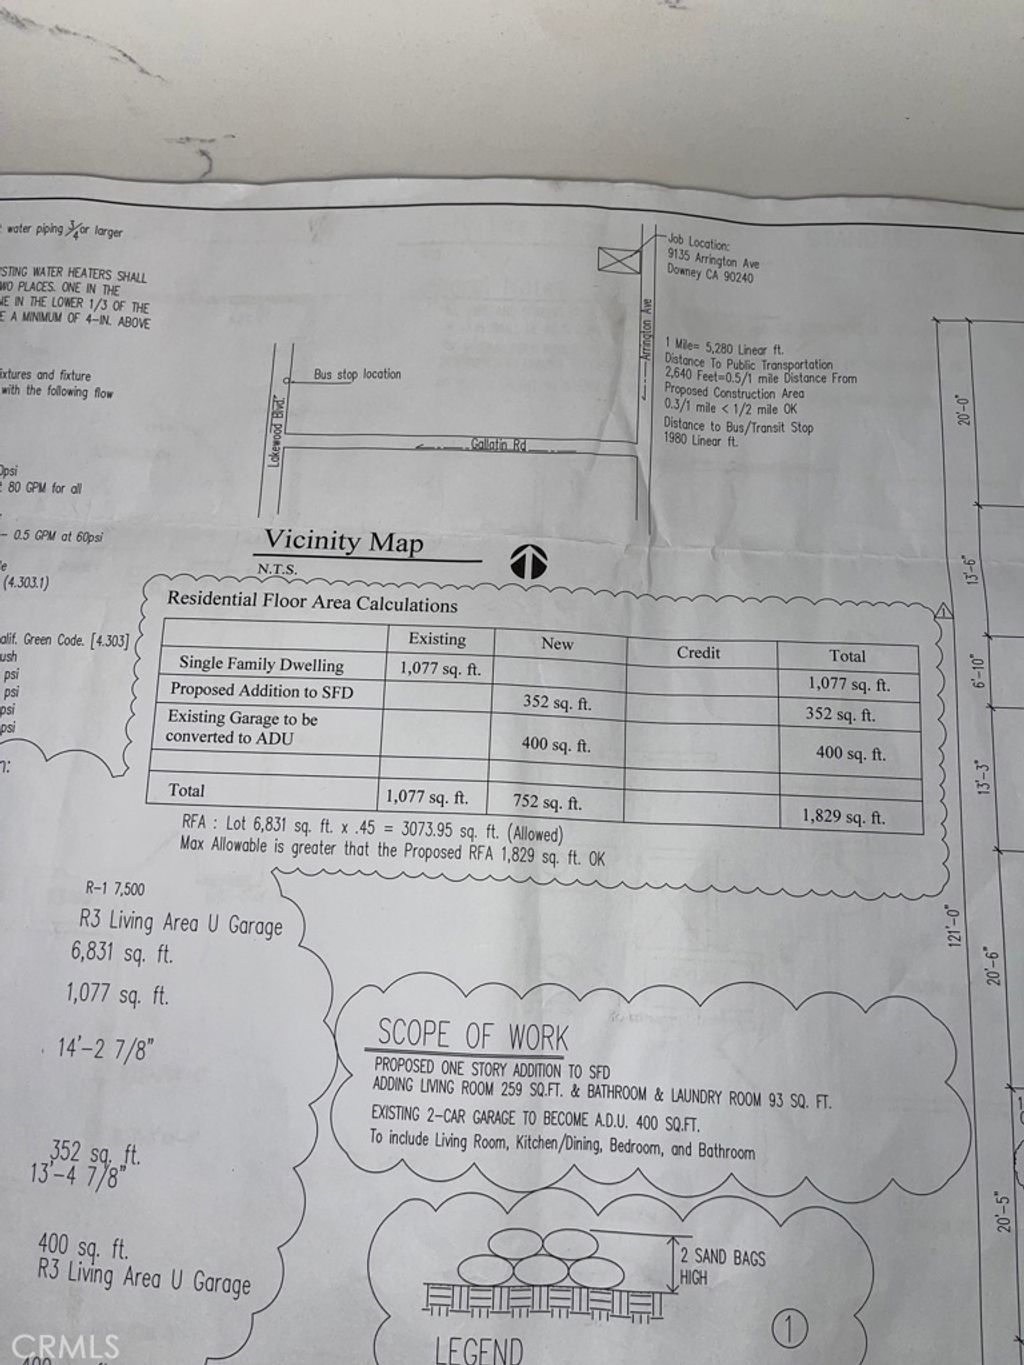 water piping 3/4 or larger
WATER HEATERS SHALL
PLACES. ONE IN THE
IN THE LOWER 1/3 OF THE
A MINIMUM OF 4-IN. ABOVE
and fixture
with the following flow
80 GPM for all
0.5 GPM at 60psi
(4.303.1)
Green Code. [4.303]
psi
psi
psi
psi
Job Location:
9135 Arrington Ave
Downey CA 90240
Arrington Ave
1 Mile= 5,280 Linear ft.
Distance To Public Transportation
2,640 Feet=0.5/1 mile Distance From
Proposed Construction Area
0.3/1 mile < 1/2 mile OK
Distance to Bus/Transit Stop
1980 Linear ft.
Bus stop location
Lakewood Blvd.
Gallatin Rd
Vicinity Map
N.T.S.
Residential Floor Area Calculations
1
Existing New Credit Total
Single Family Dwelling 1,077 sq. ft. 1,077 sq. ft.
Proposed Addition to SFD 352 sq. ft. 352 sq. ft.
Existing Garage to be
converted to ADU 400 sq. ft. 400 sq. ft.
Total 1,077 sq. ft. 752 sq. ft. 1,829 sq. ft.
RFA : Lot 6,831 sq. ft. x .45 = 3073.95 sq. ft. (Allowed)
Max Allowable is greater that the Proposed RFA 1,829 sq. ft. OK
R-1 7,500
R3 Living Area U Garage
6,831 sq. ft.
1,077 sq. ft.
14'-2 7/8"
352 sq. ft.
13'-4 7/8"
400 sq. ft.
R3 Living Area U Garage
SCOPE OF WORK
PROPOSED ONE STORY ADDITION TO SFD
ADDING LIVING ROOM 259 SQ.FT. & BATHROOM & LAUNDRY ROOM 93 SQ. FT.
EXISTING 2-CAR GARAGE TO BECOME A.D.U. 400 SQ.FT.
To include Living Room, Kitchen/Dining, Bedroom, and Bathroom
2 SAND BAGS
HIGH
1
LEGEND
20'-0"
13'-6"
6'-10"
13'-3"
121'-0"
20'-6"
20'-5"
CRMLS